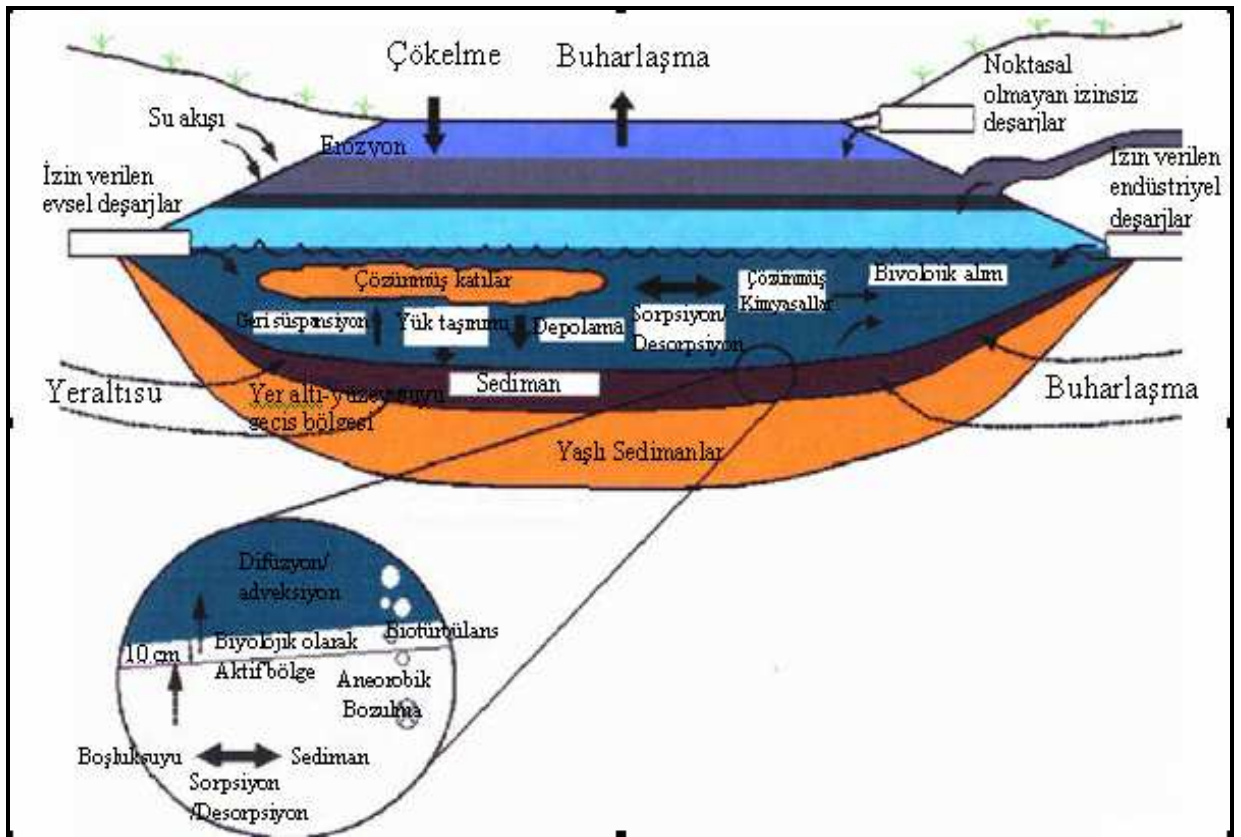 Çökelme
Buharlaşma
Noktasal
olmayan izinsiz
deşarjlar
Su akışı
Erozyon
İzin verilen
evsel deşarjlar
İzin verilen
endüstriyel
deşarjlar
Çözünmüş katılar
Çözünmüş
Kimyasallar
Biyolojik alım
Geri süspansiyon
Yük taşınımı
Depolama
Sorpsiyon/
Desorpsiyon
Sediman
Yeraltısu
Yer altı-yüzey suyu
geçis bölgesi
Buharlaşma
Yaşlı Sedimanlar
Difüzyon/
adveksiyon
Biotürbülans
10 cm
Biyolojik olarak
Aktif bölge
Aneorobik
Bozulma
Boşluksuyu
Sediman
Sorpsiyon
/Desorpsiyon